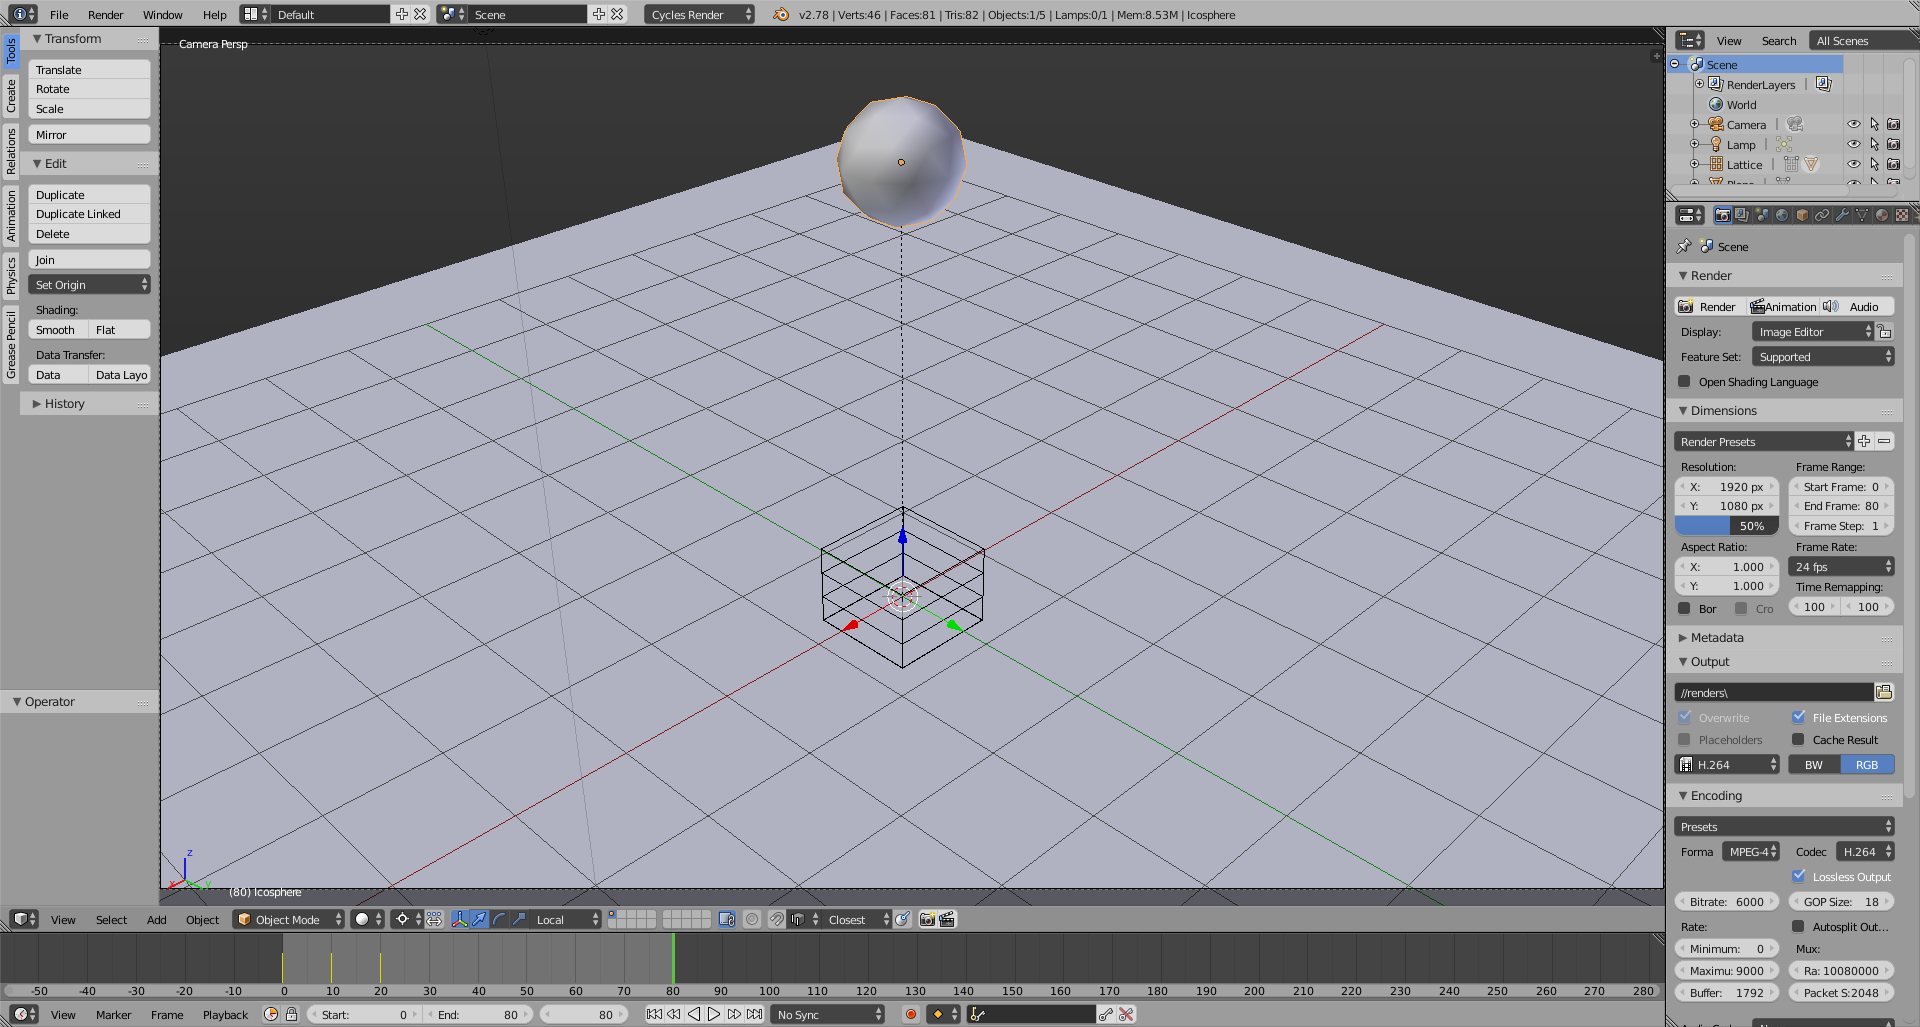 File Render Window Help Default Scene Cycles Render v2.78 | Verts:46 | Faces:81 | Tris:82 | Objects:1/5 | Lamps:0/1 | Mem:8.53M | Icosphere
Tools
Create
Relations
Animation
Physics
Grease Pencil
Transform
Translate
Rotate
Scale
Mirror
Edit
Duplicate
Duplicate Linked
Delete
Join
Set Origin
Shading:
Smooth Flat
Data Transfer:
Data Data Layo
History
Operator
Camera Persp
z
x
Y
(80) Icosphere
View Select Add Object Object Mode Local Closest
-50 -40 -30 -20 -10 0 10 20 30 40 50 60 70 80 90 100 110 120 130 140 150 160 170 180 190 200 210 220 230 240 250 260 270 280
View Marker Frame Playback Start: 0 End: 80 80 No Sync
View Search All Scenes
Scene
RenderLayers |
World
Camera |
Lamp |
Lattice |
Plane
Scene
Render
Render Animation Audio
Display: Image Editor
Feature Set: Supported
Open Shading Language
Dimensions
Render Presets
Resolution: Frame Range:
X: 1920 px Start Frame: 0
Y: 1080 px End Frame: 80
50% Frame Step: 1
Aspect Ratio: Frame Rate:
X: 1.000 24 fps
Y: 1.000 Time Remapping:
Bor Cro 100 100
Metadata
Output
//renders\
Overwrite File Extensions
Placeholders Cache Result
H.264 BW RGB
Encoding
Presets
Forma MPEG-4 Codec H.264
Lossless Output
Bitrate: 6000 GOP Size: 18
Rate: Autosplit Out...
Minimum: 0 Mux:
Maximu: 9000 Ra: 10080000
Buffer: 1792 Packet S:2048